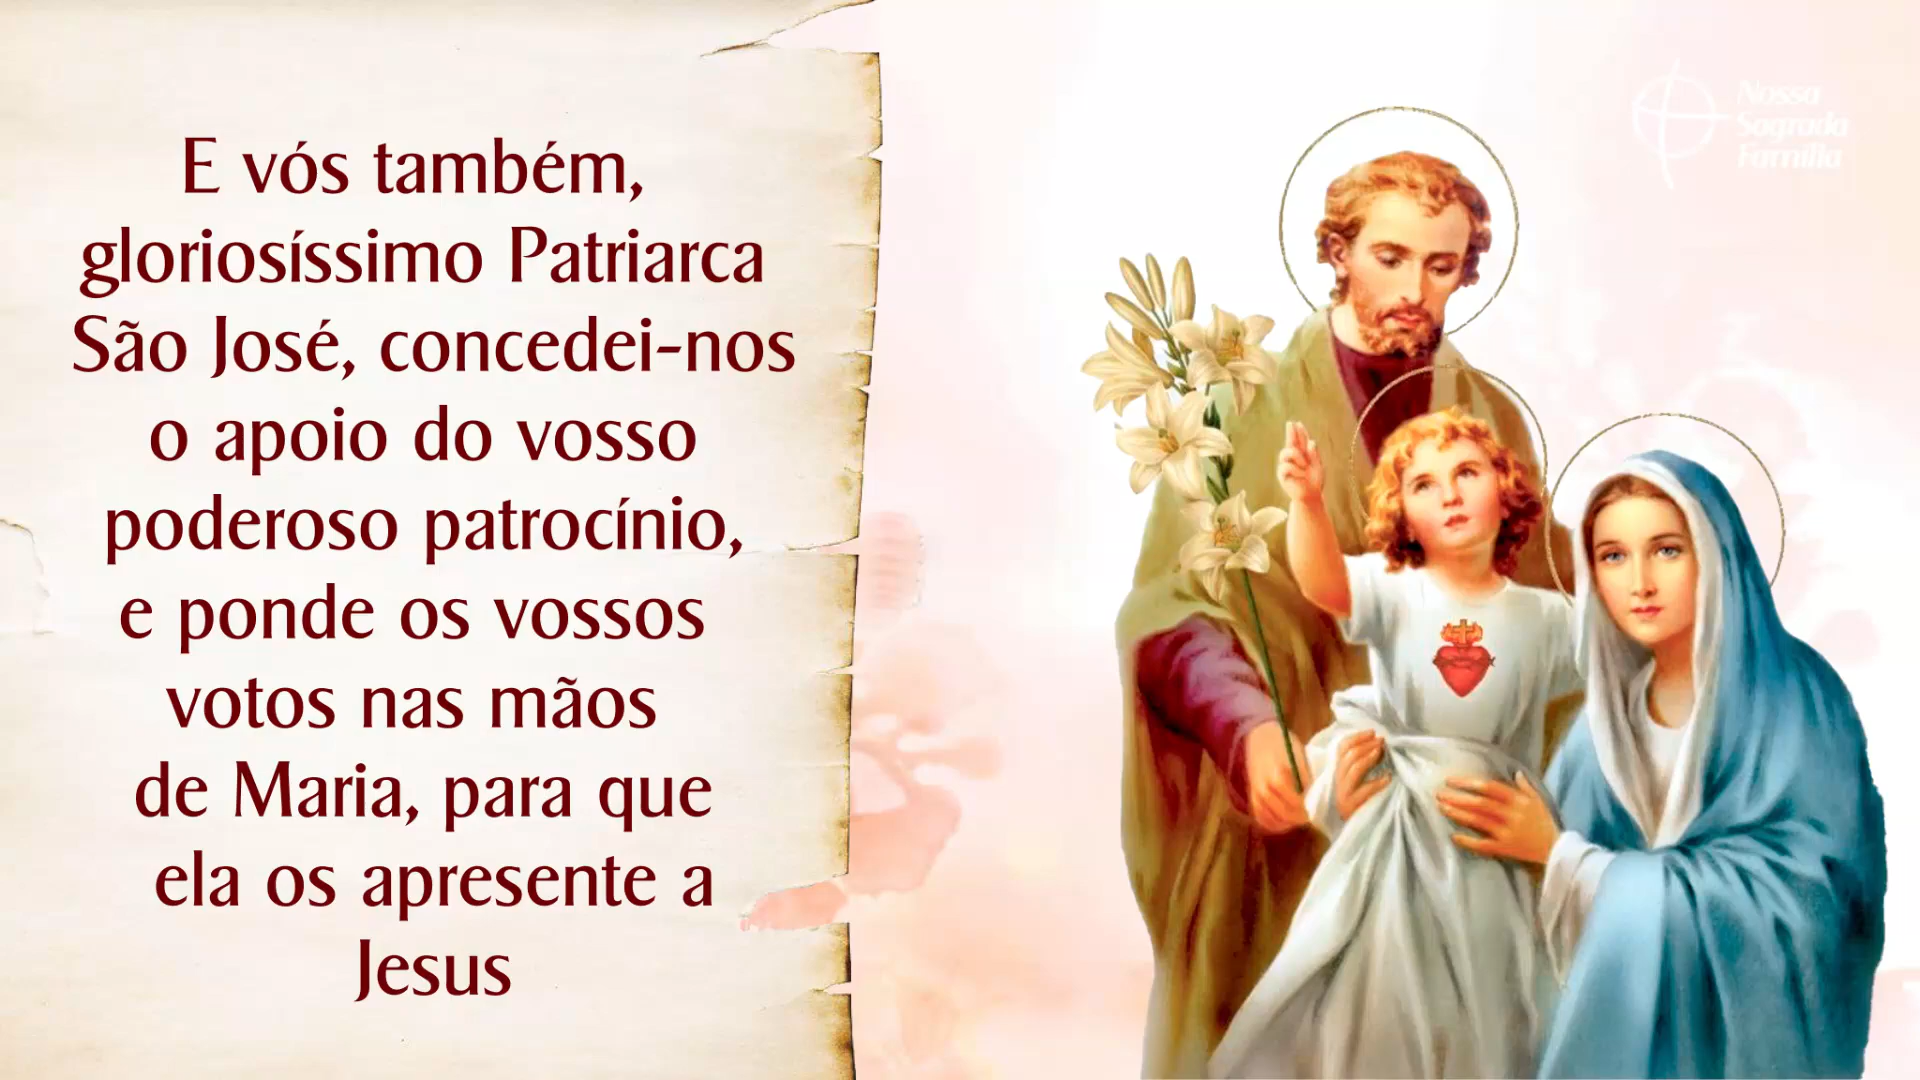 E vós também,
gloriosíssimo Patriarca
São José, concedei-nos
o apoio do vosso
poderoso patrocínio,
e ponde os vossos
votos nas mãos
de Maria, para que
ela os apresente a
Jesus
Nossa
Sagrada
Família